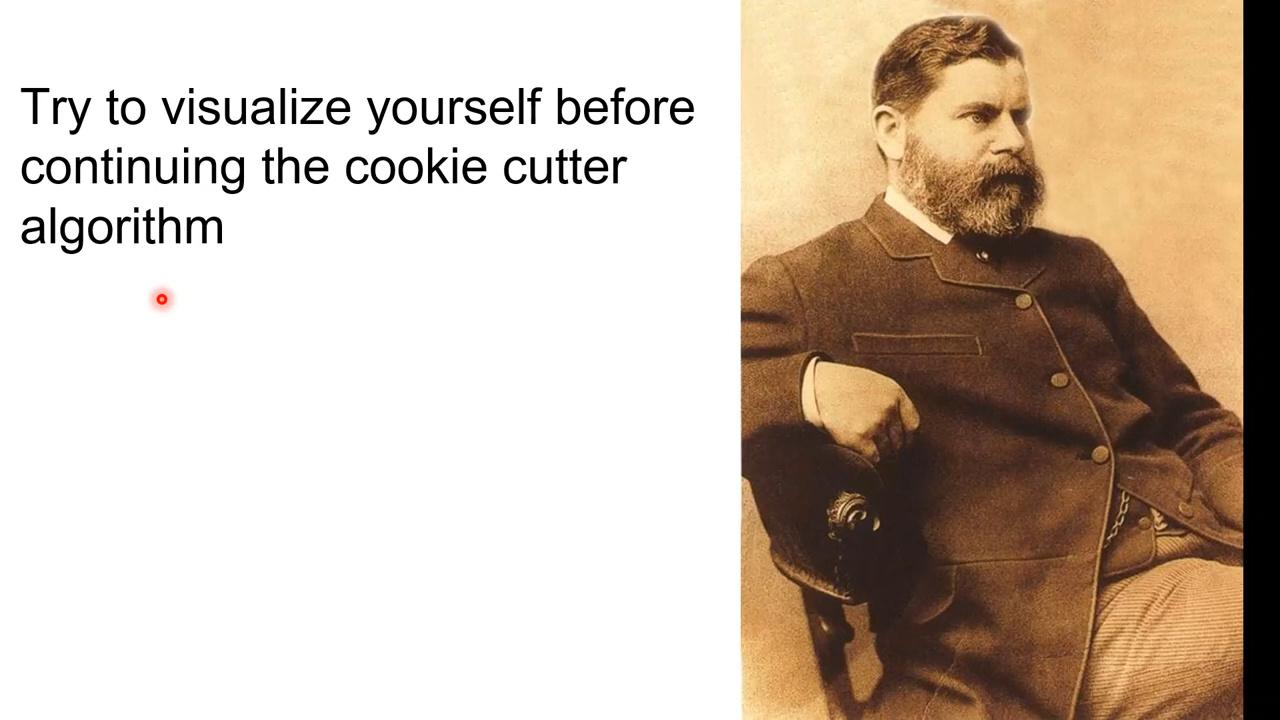 Try to visualize yourself before
continuing the cookie cutter
algorithm